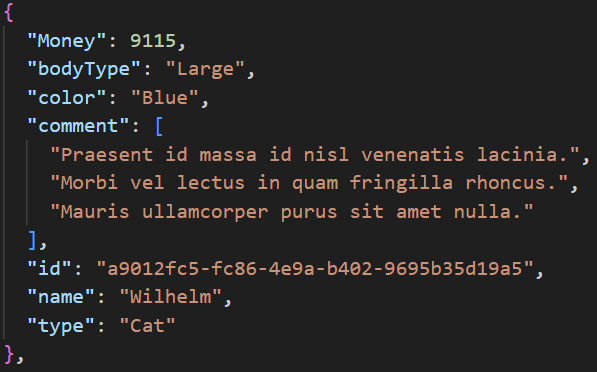 {
  "Money": 9115,
  "bodyType": "Large",
  "color": "Blue",
  "comment": [
    "Praesent id massa id nisl venenatis lacinia.",
    "Morbi vel lectus in quam fringilla rhoncus.",
    "Mauris ullamcorper purus sit amet nulla."
  ],
  "id": "a9012fc5-fc86-4e9a-b402-9695b35d19a5",
  "name": "Wilhelm",
  "type": "Cat"
},